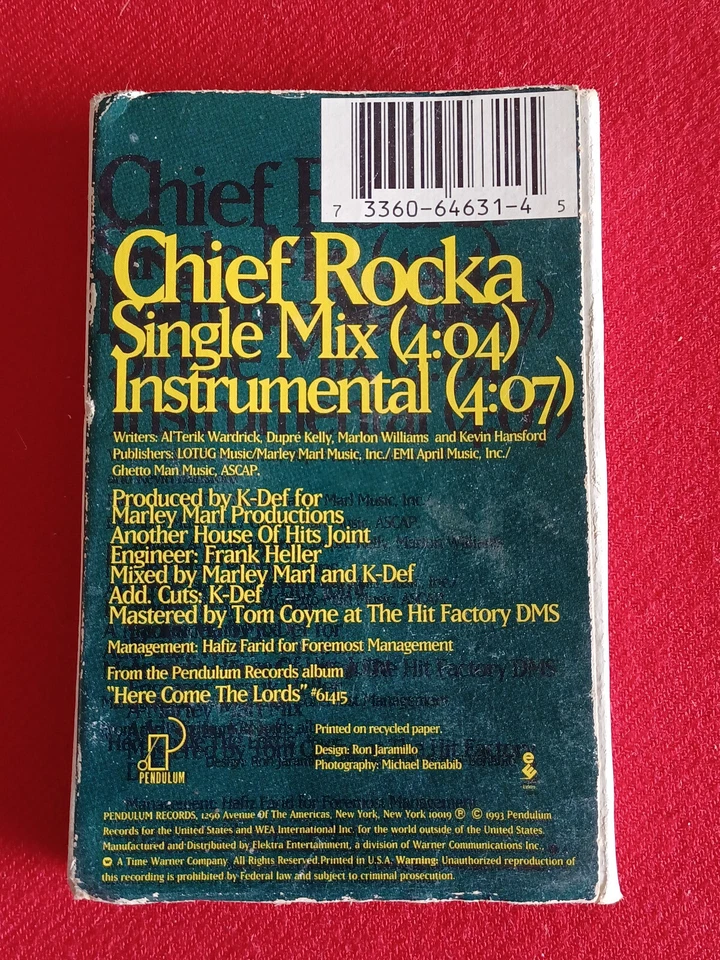 7 3360-64631-4 5
Chief Rocka
Single Mix (4:04)
Instrumental (4:07)
Writers: Al'Terik Wardrick, Dupré Kelly, Marlon Williams and Kevin Hansford
Publishers: LOTUG Music/Marley Marl Music, Inc./ EMI April Music, Inc./
Ghetto Man Music, ASCAP.
Produced by K-Def for
Marley Marl Productions
Another House Of Hits Joint
Engineer: Frank Heller
Mixed by Marley Marl and K-Def
Add. Cuts: K-Def
Mastered by Tom Coyne at The Hit Factory DMS
Management: Hafiz Farid for Foremost Management
From the Pendulum Records album
"Here Come The Lords" #61415
Printed on recycled paper.
Design: Ron Jaramillo
Photography: Michael Benabib
PENDULUM
PENDULUM RECORDS, 1290 Avenue Of The Americas, New York, New York 10019 ℗ © 1993 Pendulum
Records for the United States and WEA International Inc. for the world outside of the United States.
Manufactured and Distributed by Elektra Entertainment, a division of Warner Communications Inc.,
A Time Warner Company. All Rights Reserved.Printed in U.S.A. Warning: Unauthorized reproduction of
this recording is prohibited by Federal law and subject to criminal prosecution.